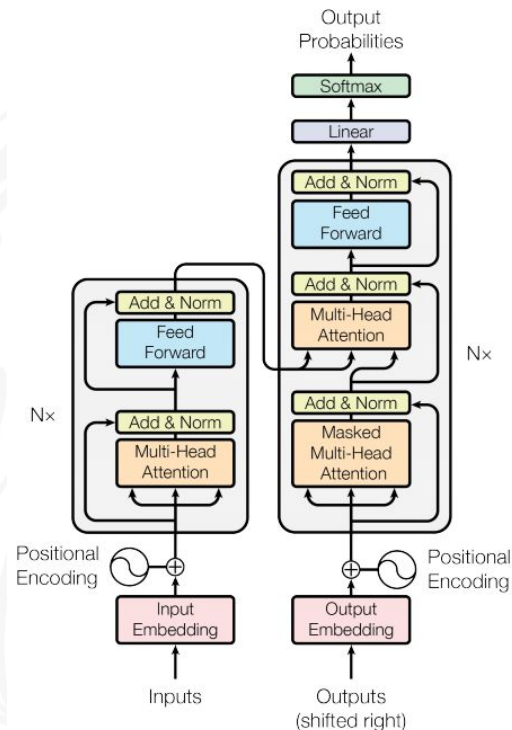 Output
Probabilities
Softmax
Linear
Add & Norm
Feed
Forward
Add & Norm
Multi-Head
Attention
Add & Norm
Masked
Multi-Head
Attention
Nx
Add & Norm
Feed
Forward
Add & Norm
Multi-Head
Attention
Nx
Positional
Encoding
Positional
Encoding
Input
Embedding
Output
Embedding
Inputs
Outputs
(shifted right)